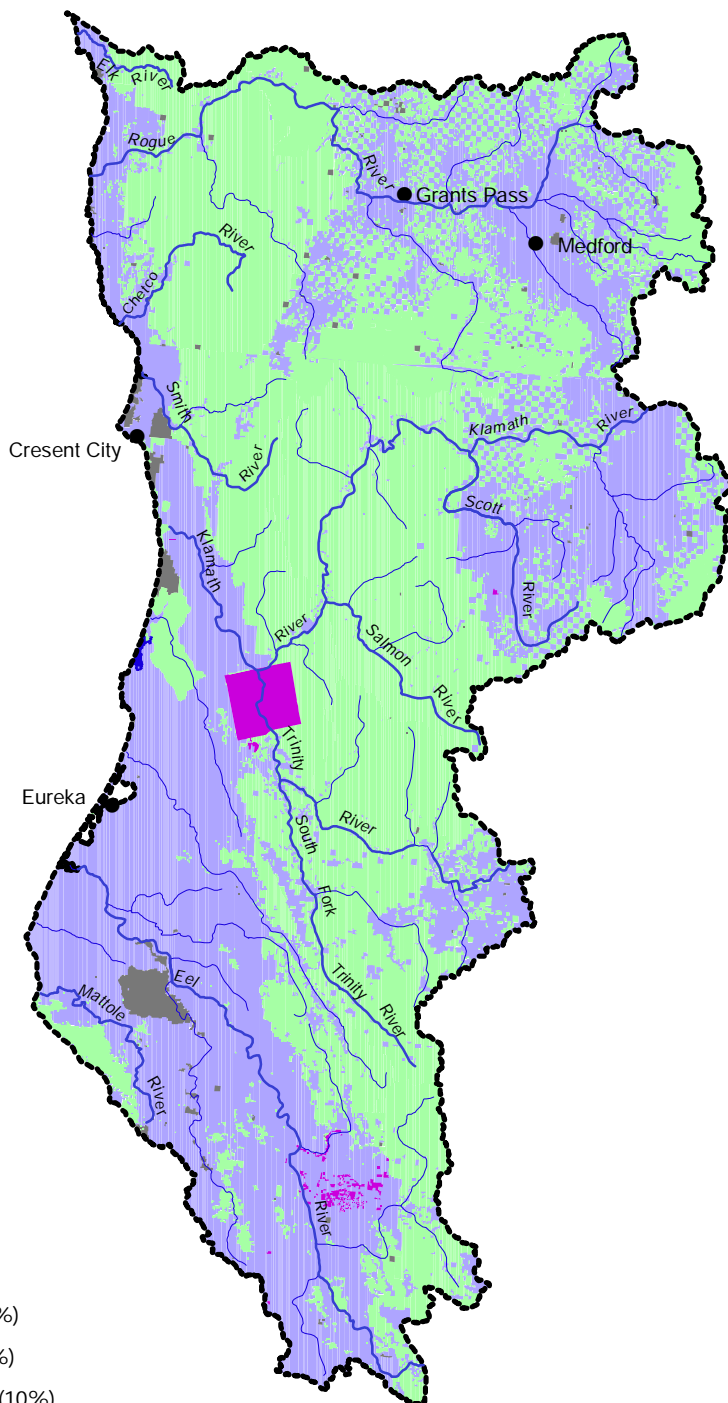 Elk River
Rogue
River
Grants Pass
River
Medford
Chetco
Smith
Klamath River
Cresent City
River
Scott
Klamath
River
River
Salmon
River
Trinity
Eureka
South
River
Fork
Eel
Trinity
Mattole
River
River
River
%)
%)
(10%)